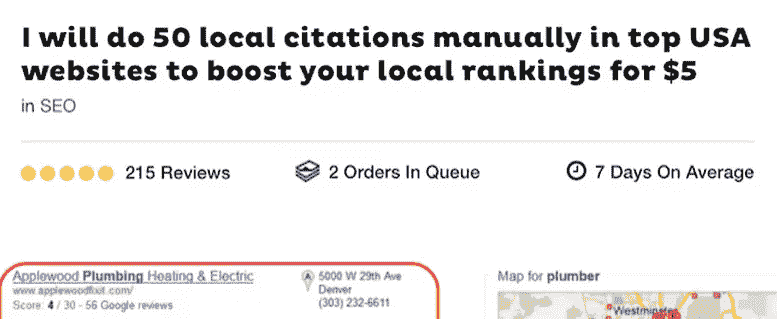 I will do 50 local citations manually in top USA
websites to boost your local rankings for $5
in SEO
215 Reviews
2 Orders In Queue
7 Days On Average
Applewood Plumbing Heating & Electric
www.applewoodfixit.com/
Score: 4 / 30 - 56 Google reviews
5000 W 29th Ave
Denver
(303) 232-6611
Map for plumber
Westminster